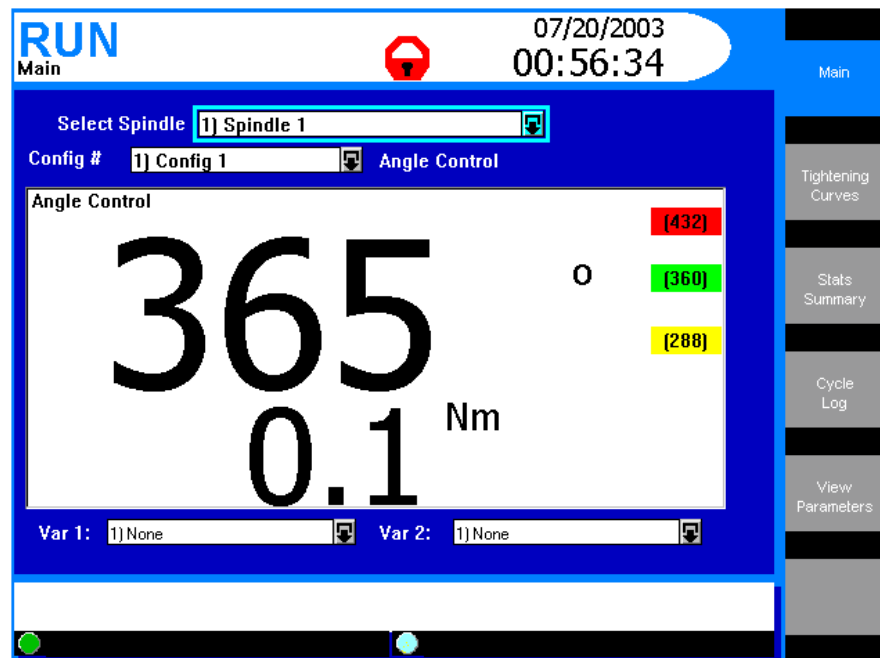 RUN
Main
07/20/2003
00:56:34
Select Spindle 1) Spindle 1
Config # 1) Config 1 Angle Control
Angle Control
365 °
0.1 Nm
(432)
(360)
(288)
Var 1: 1) None Var 2: 1) None
Main
Tightening
Curves
Stats
Summary
Cycle
Log
View
Parameters